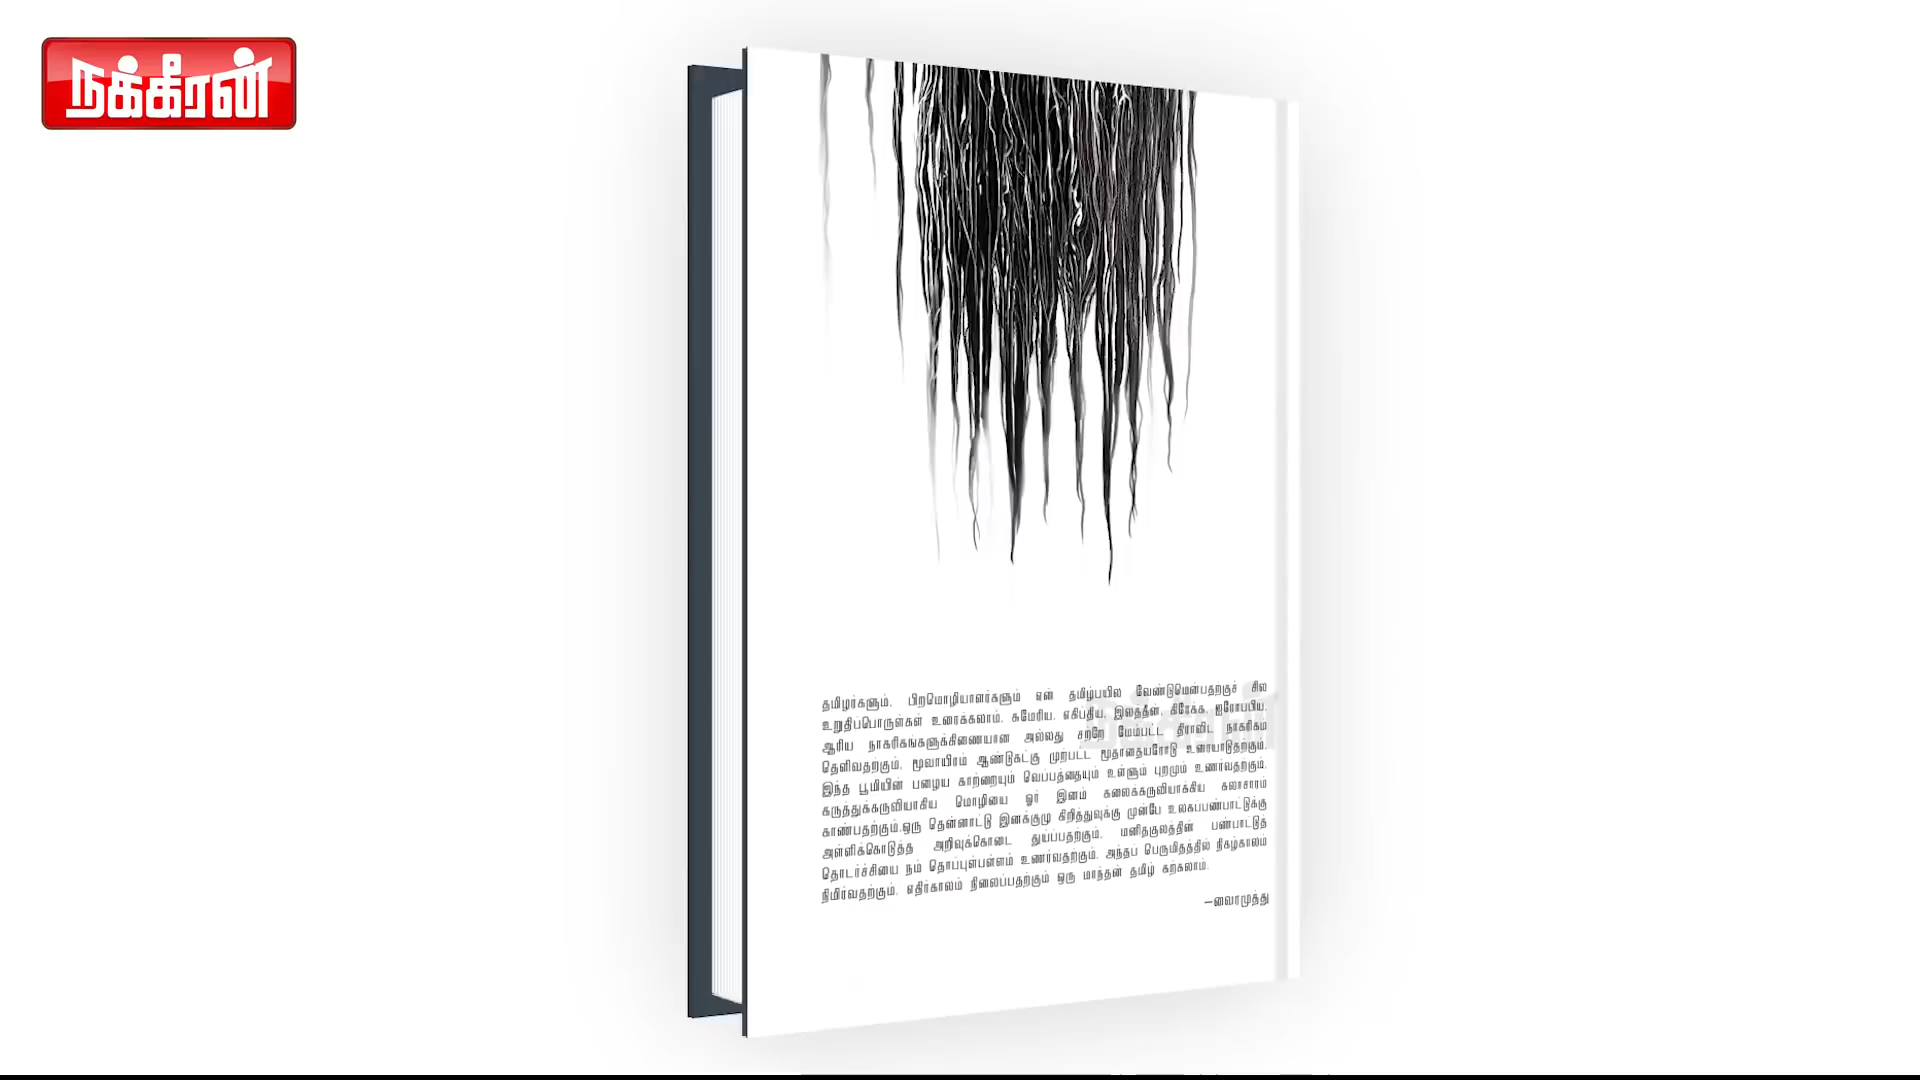 நக்கீரன்
தமிழர்களும், பிறமொழியாளர்களும் ஏன் தமிழ்பயில வேண்டுமென்பதற்குச் சில
உறுதிப்பொருள்கள் உரைக்கலாம். சுமேரிய, எகிப்திய, இலத்தீன, கிரேக்க, ஐரோப்பிய,
ஆரிய நாகரிகங்களுக்கிணையான அல்லது சற்றே மேம்பட்ட திராவிட நாகரிகம்
தெளிவதற்கும், மூவாயிரம் ஆண்டுகட்கு முற்பட்ட மூதாதையரோடு உரையாடுதற்கும்,
இந்த பூமியின் பழைய காற்றையும் வெப்பத்தையும் உள்ளும் புறமும் உணர்வதற்கும்,
கருத்துக்கருவியாகிய மொழியை ஓர் இனம் கலைக்கருவியாக்கிய கலாசாரம்
காண்பதற்கும்,ஒரு தென்னாட்டு இனக்குழு கிறித்துவுக்கு முன்பே உலகப்பண்பாட்டுக்கு
அள்ளிக்கொடுத்த அறிவுக்கொடை துய்ப்பதற்கும், மனிதகுலத்தின் பண்பாட்டுத்
தொடர்ச்சியை நம் தொப்புள்பள்ளம் உணர்வதற்கும், அந்தப் பெருமிதத்தில் நிகழ்காலம்
நிமிர்வதற்கும், எதிர்காலம் நிலைப்பதற்கும் ஒரு மாந்தன் தமிழ் கற்கலாம்.
–வைரமுத்து
நக்கீரன்